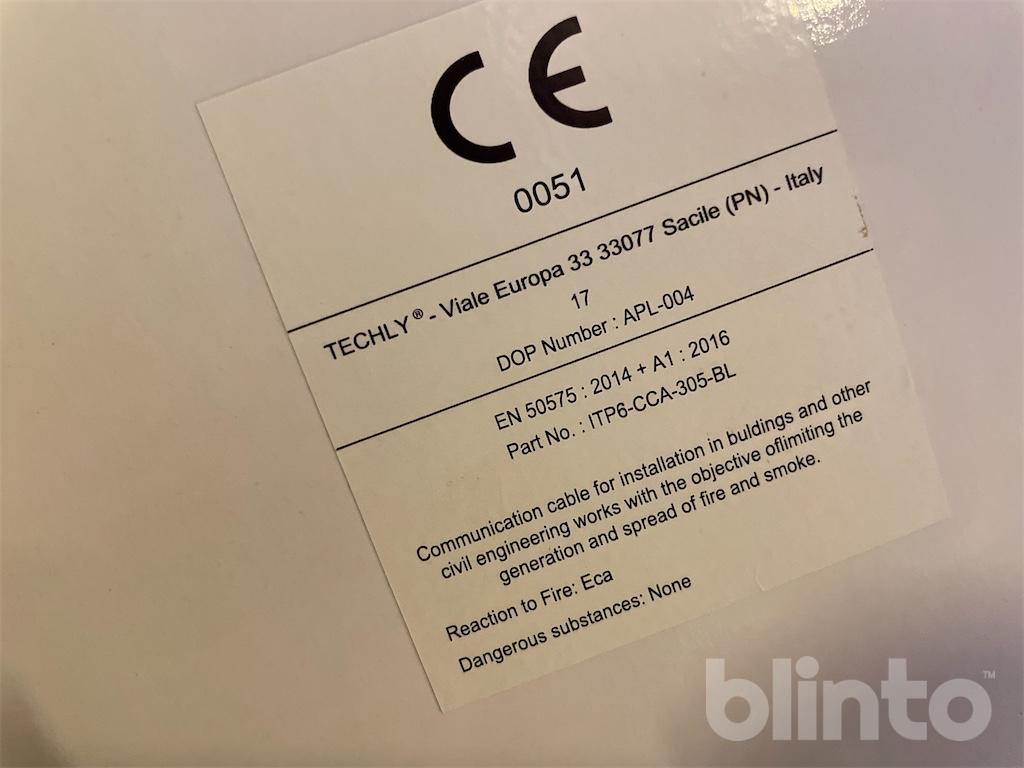 CE
0051
TECHLY® - Viale Europa 33 33077 Sacile (PN) - Italy
17
DOP Number : APL-004
EN 50575 : 2014 + A1 : 2016
Part No. : ITP6-CCA-305-BL
Communication cable for installation in buldings and other
civil engineering works with the objective oflimiting the
generation and spread of fire and smoke.
Reaction to Fire: Eca
Dangerous substances: None
blinto™